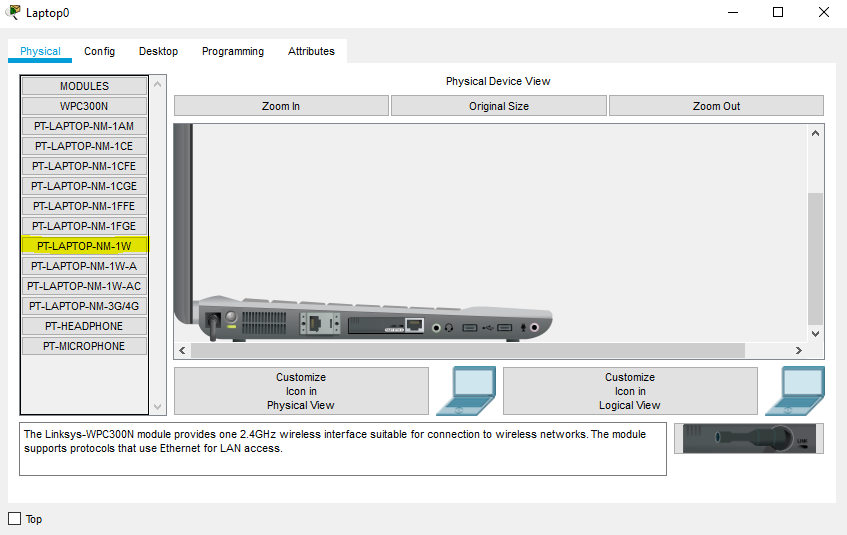 Laptop0
Physical
Config
Desktop
Programming
Attributes
MODULES
WPC300N
PT-LAPTOP-NM-1AM
PT-LAPTOP-NM-1CE
PT-LAPTOP-NM-1CFE
PT-LAPTOP-NM-1CGE
PT-LAPTOP-NM-1FFE
PT-LAPTOP-NM-1FGE
PT-LAPTOP-NM-1W
PT-LAPTOP-NM-1W-A
PT-LAPTOP-NM-1W-AC
PT-LAPTOP-NM-3G/4G
PT-HEADPHONE
PT-MICROPHONE
Physical Device View
Zoom In
Original Size
Zoom Out
Customize
Icon in
Physical View
Customize
Icon in
Logical View
The Linksys-WPC300N module provides one 2.4GHz wireless interface suitable for connection to wireless networks. The module
supports protocols that use Ethernet for LAN access.
LINK
Top